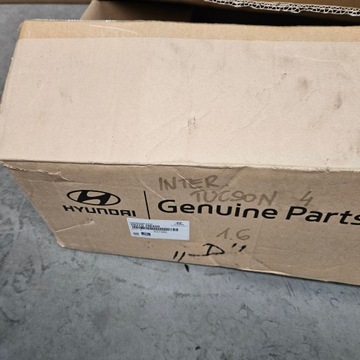 INTER
TUCSON 4
HYUNDAI
Genuine Parts
1.6
"-D"